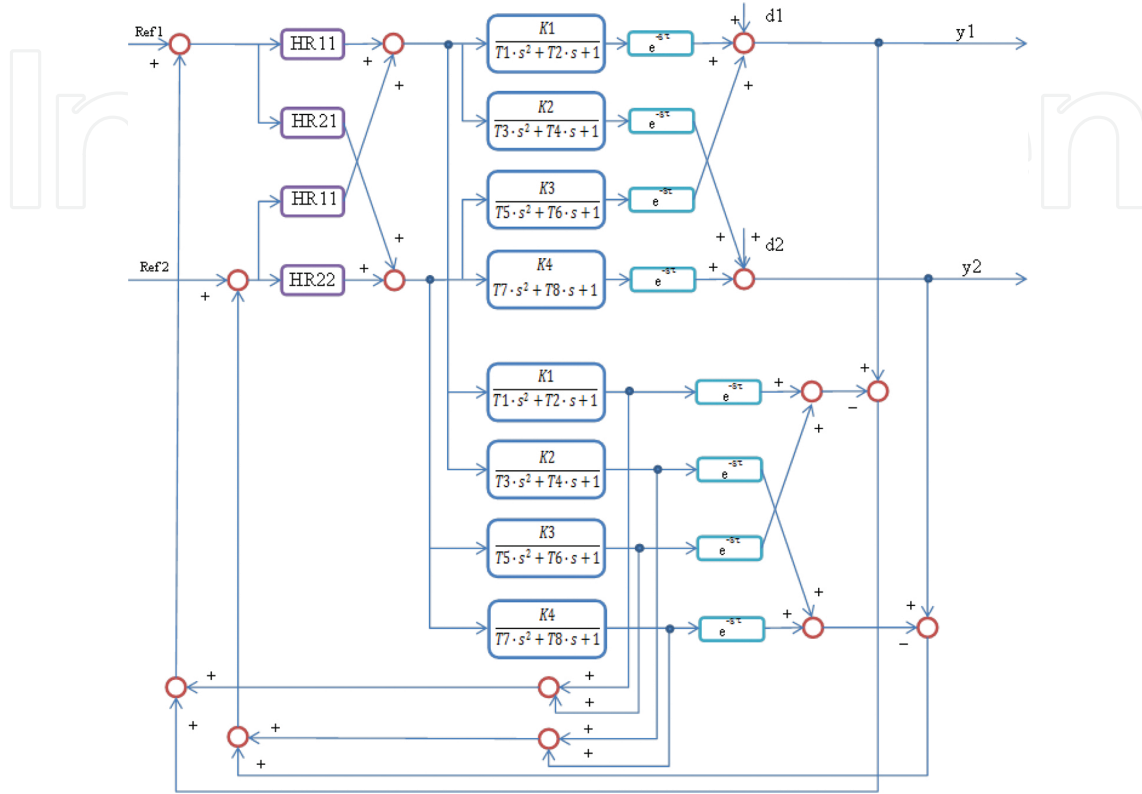 In
en
Ref1
+
HR11
+
+
K1
T1·s²+T2·s+1
e-sτ
+
+
d1
+
y1
HR21
K2
T3·s²+T4·s+1
e-sτ
HR11
K3
T5·s²+T6·s+1
e-sτ
Ref2
+
HR22
+
+
K4
T7·s²+T8·s+1
e-sτ
+
+
+
d2
y2
K1
T1·s²+T2·s+1
e-sτ
+
+
−
+
K2
T3·s²+T4·s+1
e-sτ
K3
T5·s²+T6·s+1
e-sτ
K4
T7·s²+T8·s+1
e-sτ
+
+
+
−
+
+
+
+
+
+
+
+